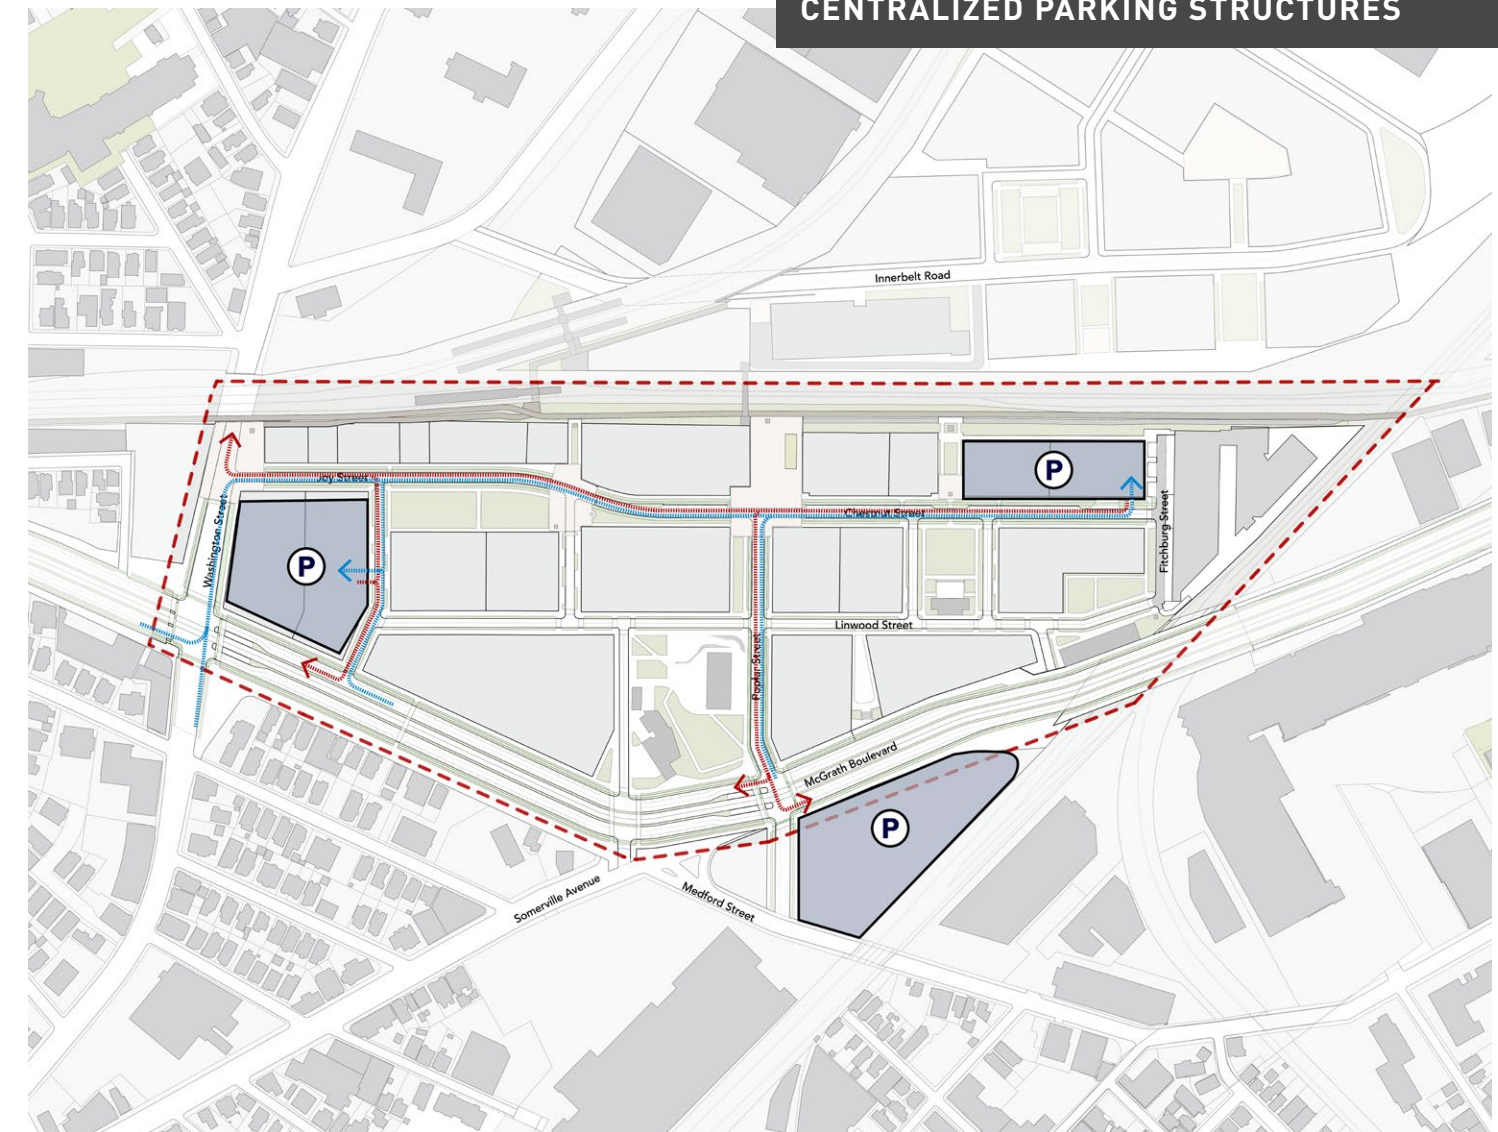 CENTRALIZED PARKING STRUCTURES
Innerbelt Road
P
Joy Street
Washington Street
Chestnut Street
Fitchburg Street
P
Linwood Street
Poplar Street
McGrath Boulevard
P
Somerville Avenue
Medford Street